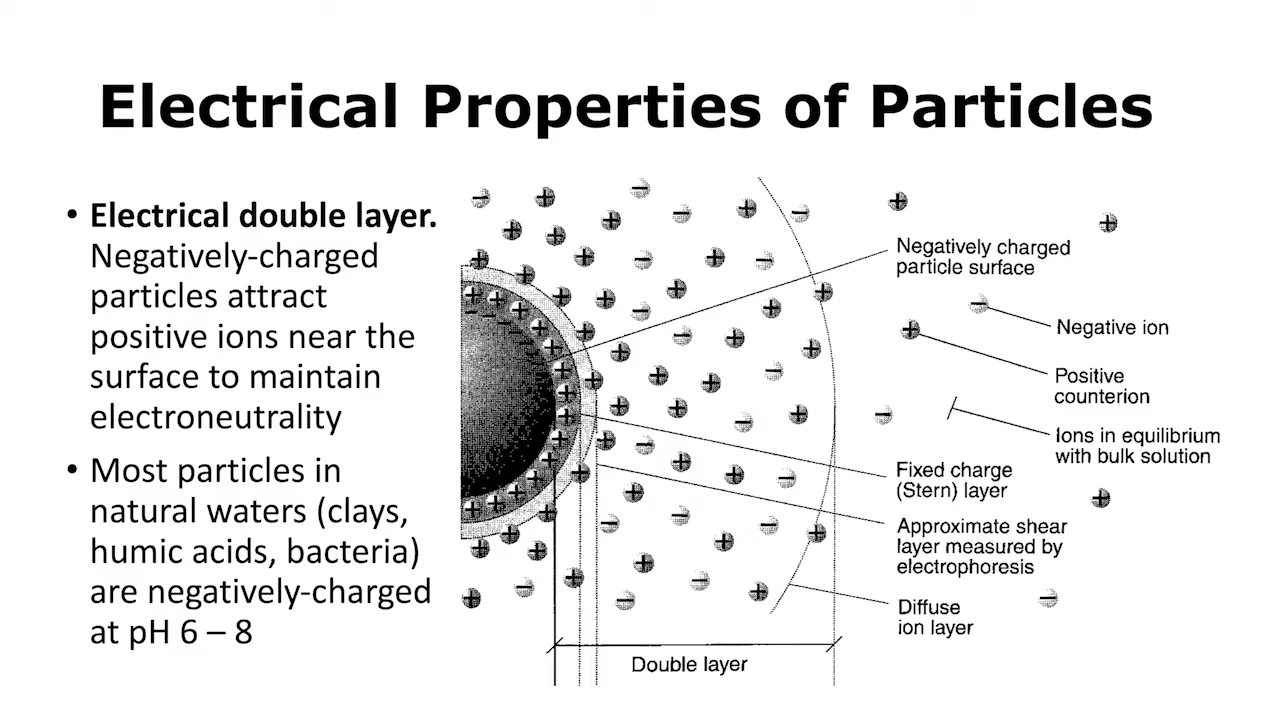 Electrical Properties of Particles
• Electrical double layer.
Negatively-charged
particles attract
positive ions near the
surface to maintain
electroneutrality
• Most particles in
natural waters (clays,
humic acids, bacteria)
are negatively-charged
at pH 6 – 8
Negatively charged
particle surface
Negative ion
Positive
counterion
Ions in equilibrium
with bulk solution
Fixed charge
(Stern) layer
Approximate shear
layer measured by
electrophoresis
Diffuse
ion layer
Double layer